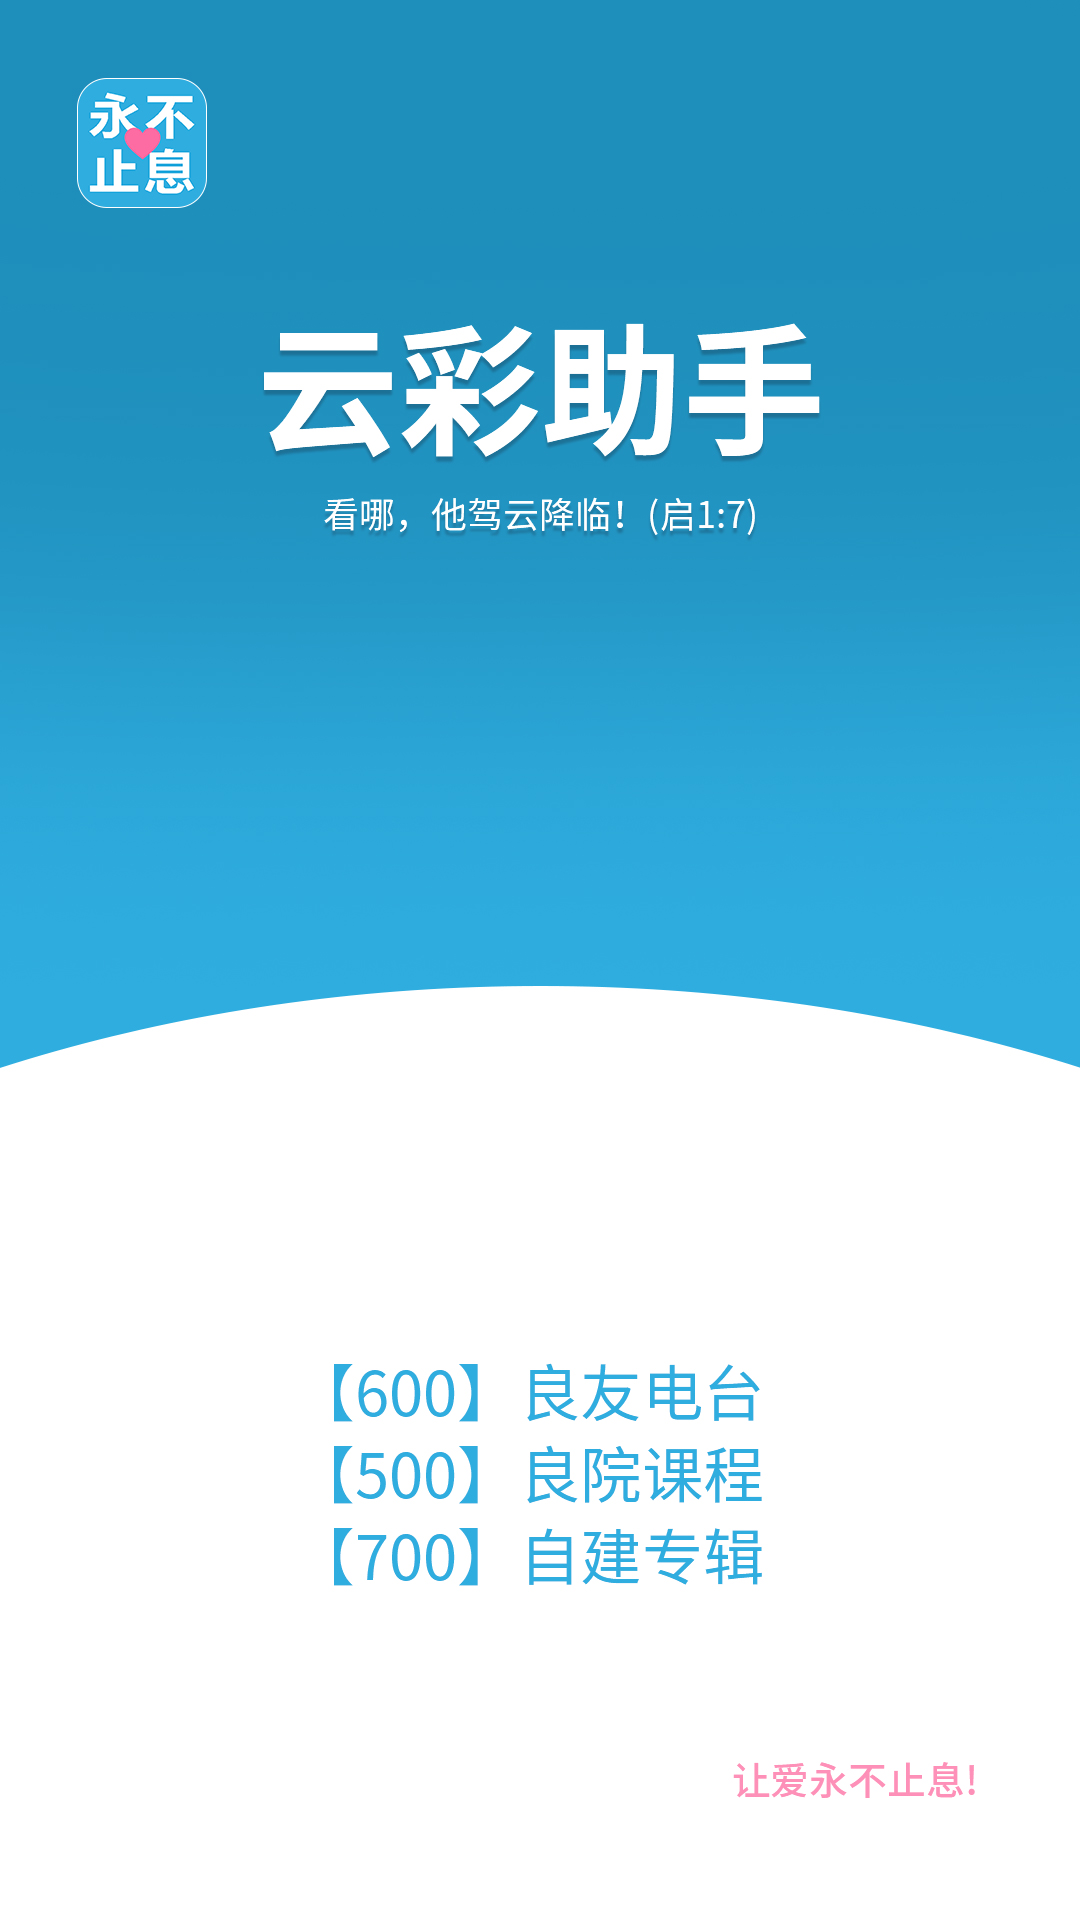 永不
止息
云彩助手
看哪，他驾云降临！(启1:7)
【600】良友电台
【500】良院课程
【700】自建专辑
让爱永不止息!